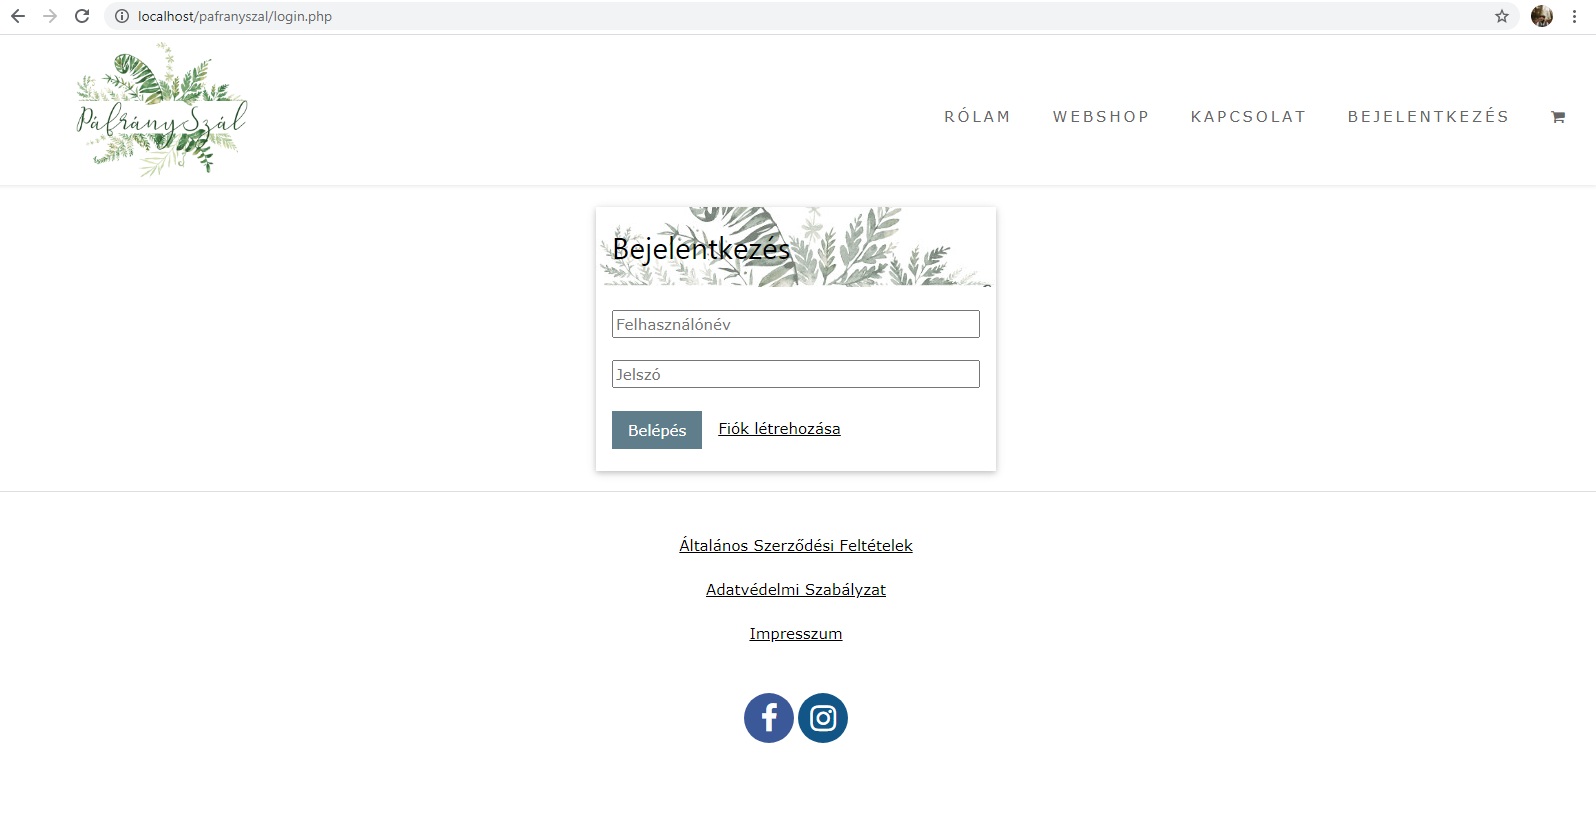 localhost/pafranyszal/login.php
PáfránySzál
RÓLAM
WEBSHOP
KAPCSOLAT
BEJELENTKEZÉS
Bejelentkezés
Felhasználónév
Jelszó
Belépés
Fiók létrehozása
Általános Szerződési Feltételek
Adatvédelmi Szabályzat
Impresszum